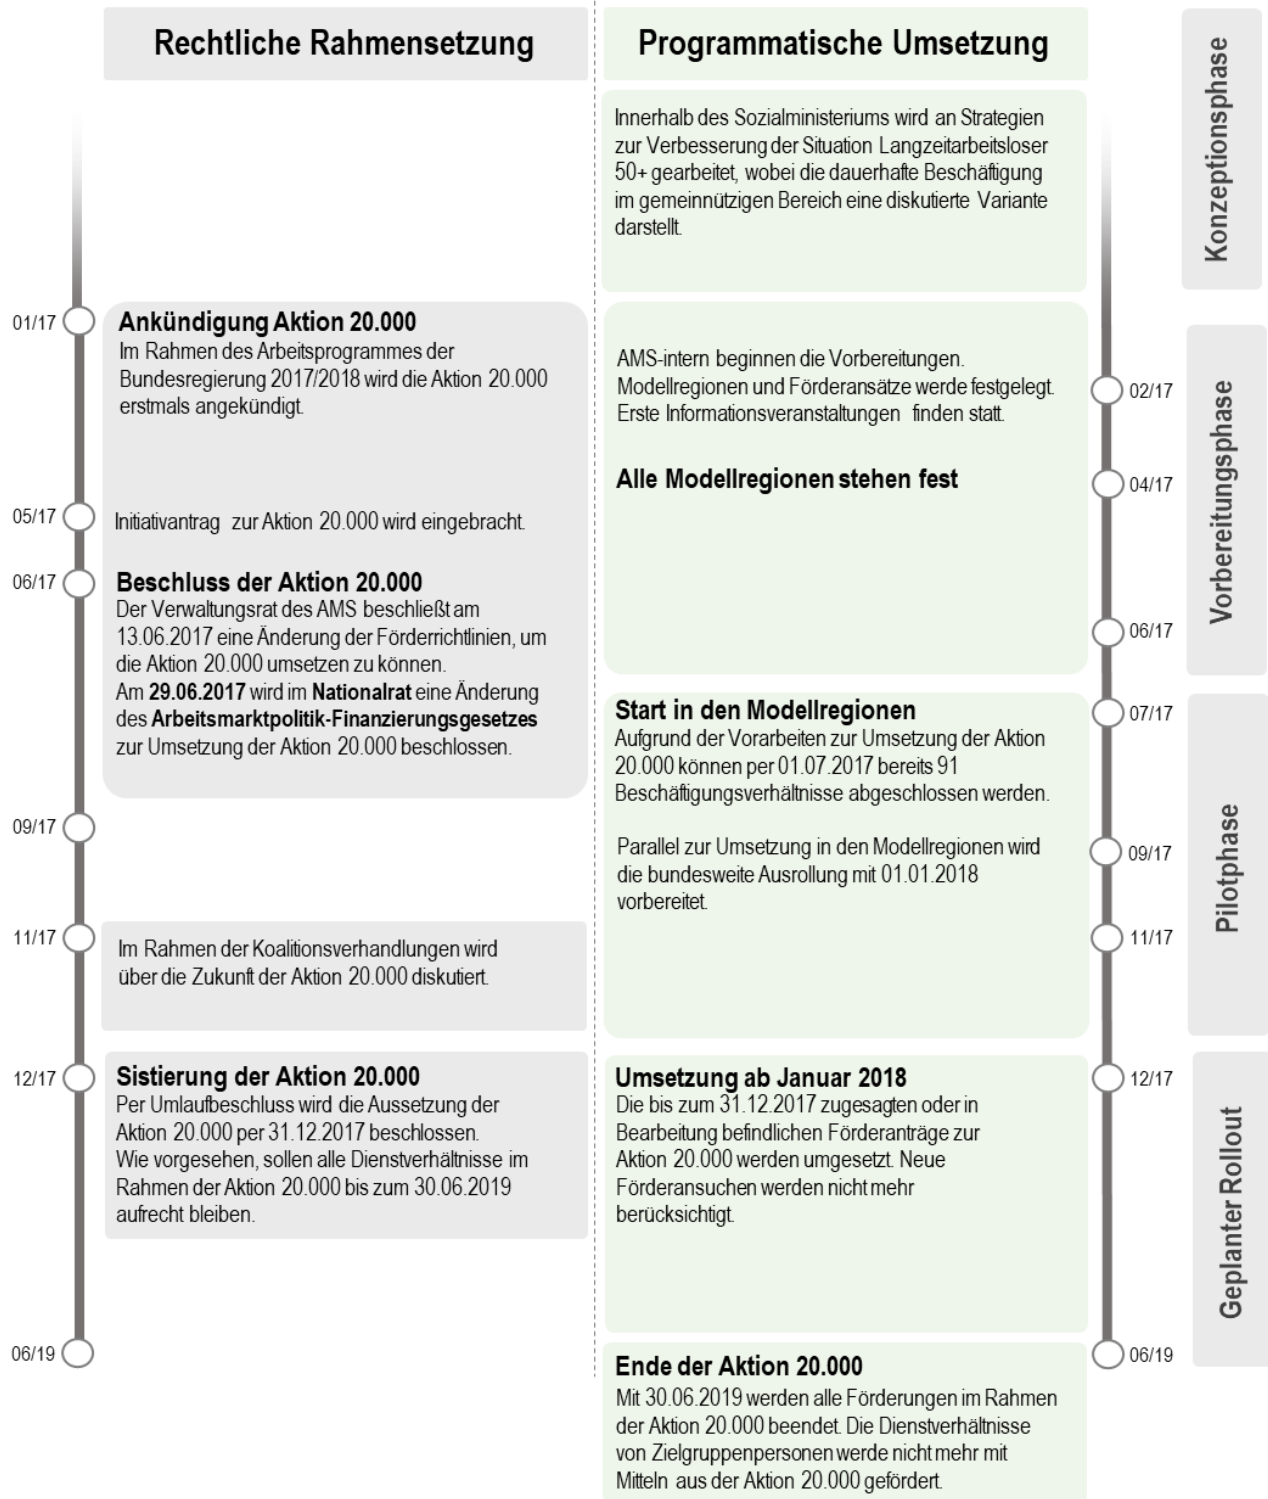 Rechtliche Rahmensetzung
Programmatische Umsetzung
Konzeptionsphase
Innerhalb des Sozialministeriums wird an Strategien
zur Verbesserung der Situation Langzeitarbeitsloser
50+ gearbeitet, wobei die dauerhafte Beschäftigung
im gemeinnützigen Bereich eine diskutierte Variante
darstellt.
01/17
Ankündigung Aktion 20.000
Im Rahmen des Arbeitsprogrammes der
Bundesregierung 2017/2018 wird die Aktion 20.000
erstmals angekündigt.
AMS-intern beginnen die Vorbereitungen.
Modellregionen und Förderansätze werde festgelegt.
Erste Informationsveranstaltungen finden statt.
02/17
Vorbereitungsphase
Alle Modellregionen stehen fest
04/17
05/17
Initiativantrag zur Aktion 20.000 wird eingebracht.
06/17
Beschluss der Aktion 20.000
Der Verwaltungsrat des AMS beschließt am
13.06.2017 eine Änderung der Förderrichtlinien, um
die Aktion 20.000 umsetzen zu können.
Am 29.06.2017 wird im Nationalrat eine Änderung
des Arbeitsmarktpolitik-Finanzierungsgesetzes
zur Umsetzung der Aktion 20.000 beschlossen.
06/17
Start in den Modellregionen
07/17
Aufgrund der Vorarbeiten zur Umsetzung der Aktion
20.000 können per 01.07.2017 bereits 91
Beschäftigungsverhältnisse abgeschlossen werden.
Pilotphase
09/17
Parallel zur Umsetzung in den Modellregionen wird
die bundesweite Ausrollung mit 01.01.2018
vorbereitet.
09/17
11/17
Im Rahmen der Koalitionsverhandlungen wird
über die Zukunft der Aktion 20.000 diskutiert.
11/17
12/17
Sistierung der Aktion 20.000
Per Umlaufbeschluss wird die Aussetzung der
Aktion 20.000 per 31.12.2017 beschlossen.
Wie vorgesehen, sollen alle Dienstverhältnisse im
Rahmen der Aktion 20.000 bis zum 30.06.2019
aufrecht bleiben.
Umsetzung ab Januar 2018
Die bis zum 31.12.2017 zugesagten oder in
Bearbeitung befindlichen Förderanträge zur
Aktion 20.000 werden umgesetzt. Neue
Förderansuchen werden nicht mehr
berücksichtigt.
12/17
Geplanter Rollout
06/19
06/19
Ende der Aktion 20.000
Mit 30.06.2019 werden alle Förderungen im Rahmen
der Aktion 20.000 beendet. Die Dienstverhältnisse
von Zielgruppenpersonen werde nicht mehr mit
Mitteln aus der Aktion 20.000 gefördert.